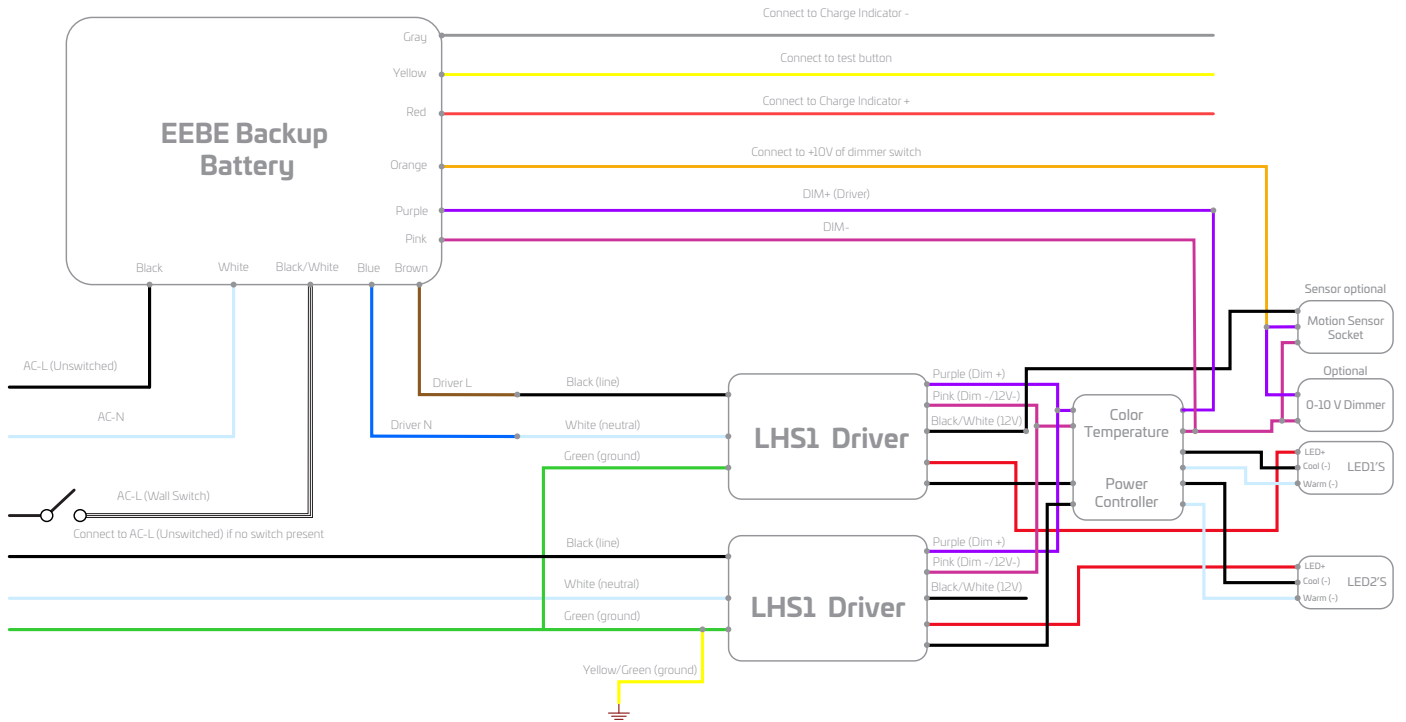 Connect to Charge Indicator -
Gray
Connect to test button
Yellow
Connect to Charge Indicator +
Red
EEBE Backup
Battery
Connect to +10V of dimmer switch
Orange
DIM+ (Driver)
Purple
DIM-
Pink
Black
White
Black/White
Blue
Brown
Sensor optional
Motion Sensor
Socket
AC-L (Unswitched)
Driver L
Black (line)
Purple (Dim +)
Optional
Pink (Dim -/12V-)
0-10 V Dimmer
AC-N
Driver N
White (neutral)
Black/White (12V)
LHS1 Driver
Color
Temperature
Green (ground)
LED+
Cool (-)
LED1'S
Warm (-)
Power
Controller
AC-L (Wall Switch)
Connect to AC-L (Unswitched) if no switch present
Black (line)
Purple (Dim +)
Pink (Dim -/12V-)
LED+
White (neutral)
Black/White (12V)
Cool (-)
LED2'S
Warm (-)
LHS1 Driver
Green (ground)
Yellow/Green (ground)